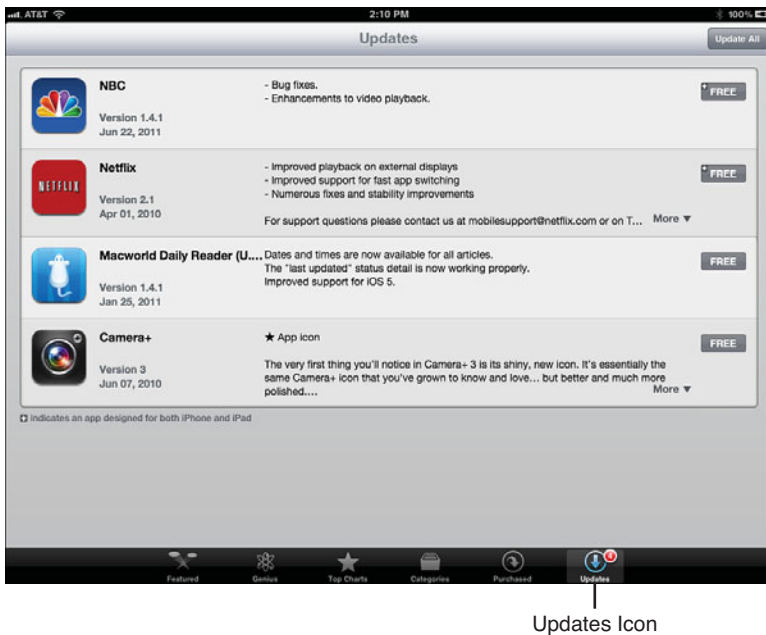 AT&T 2:10 PM 100%
Updates Update All
NBC
Version 1.4.1
Jun 22, 2011
- Bug fixes.
- Enhancements to video playback.
FREE
NETFLIX
Netflix
Version 2.1
Apr 01, 2010
- Improved playback on external displays
- Improved support for fast app switching
- Numerous fixes and stability improvements
For support questions please contact us at mobilesupport@netflix.com or on T... More ▼
FREE
Macworld Daily Reader (U....
Version 1.4.1
Jan 25, 2011
Dates and times are now available for all articles.
The "last updated" status detail is now working properly.
Improved support for iOS 5.
FREE
Camera+
Version 3
Jun 07, 2010
★ App icon
The very first thing you'll notice in Camera+ 3 is its shiny, new icon. It's essentially the
same Camera+ icon that you've grown to know and love... but better and much more
polished.... More ▼
FREE
+ indicates an app designed for both iPhone and iPad
Featured Genius Top Charts Categories Purchased 4 Updates
Updates Icon